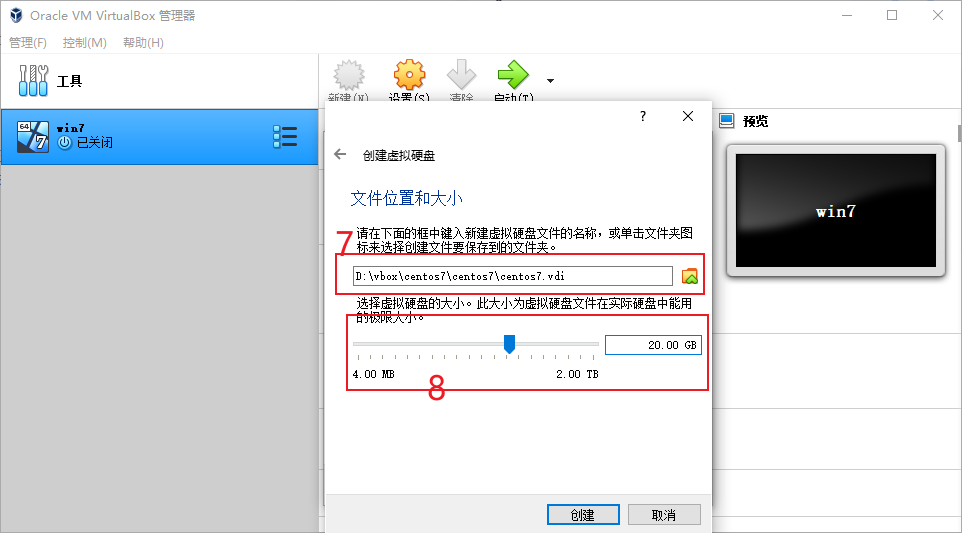 Oracle VM VirtualBox 管理器
管理(F) 控制(M) 帮助(H)
工具
新建(N) 设置(S) 清除 启动(T)
64
7
win7
已关闭
预览
win7
?
创建虚拟硬盘
文件位置和大小
7
请在下面的框中键入新建虚拟硬盘文件的名称，或单击文件夹图
标来选择创建文件要保存到的文件夹。
D:\vbox\centos7\centos7\centos7.vdi
选择虚拟硬盘的大小。此大小为虚拟硬盘文件在实际硬盘中能用
的极限大小。
20.00 GB
4.00 MB 2.00 TB
8
创建 取消